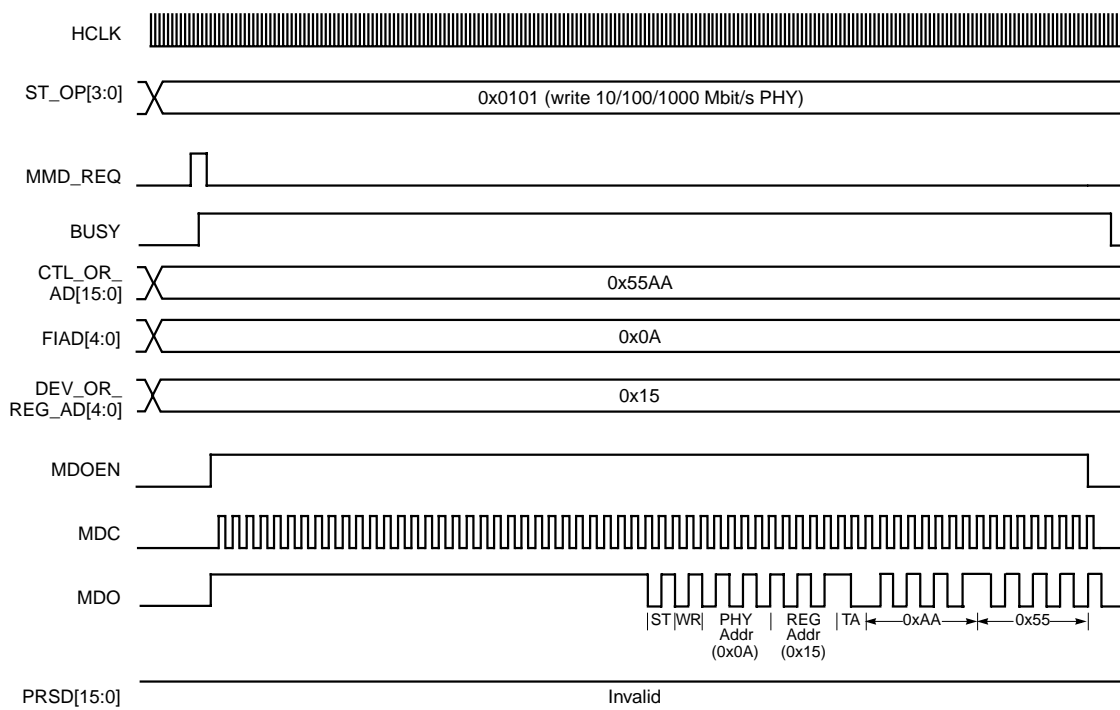 HCLK
ST_OP[3:0]
0x0101 (write 10/100/1000 Mbit/s PHY)
MMD_REQ
BUSY
CTL_OR_
AD[15:0]
0x55AA
FIAD[4:0]
0x0A
DEV_OR_
REG_AD[4:0]
0x15
MDOEN
MDC
MDO
ST WR PHY REG TA 0xAA 0x55
Addr Addr
(0x0A) (0x15)
PRSD[15:0]
Invalid